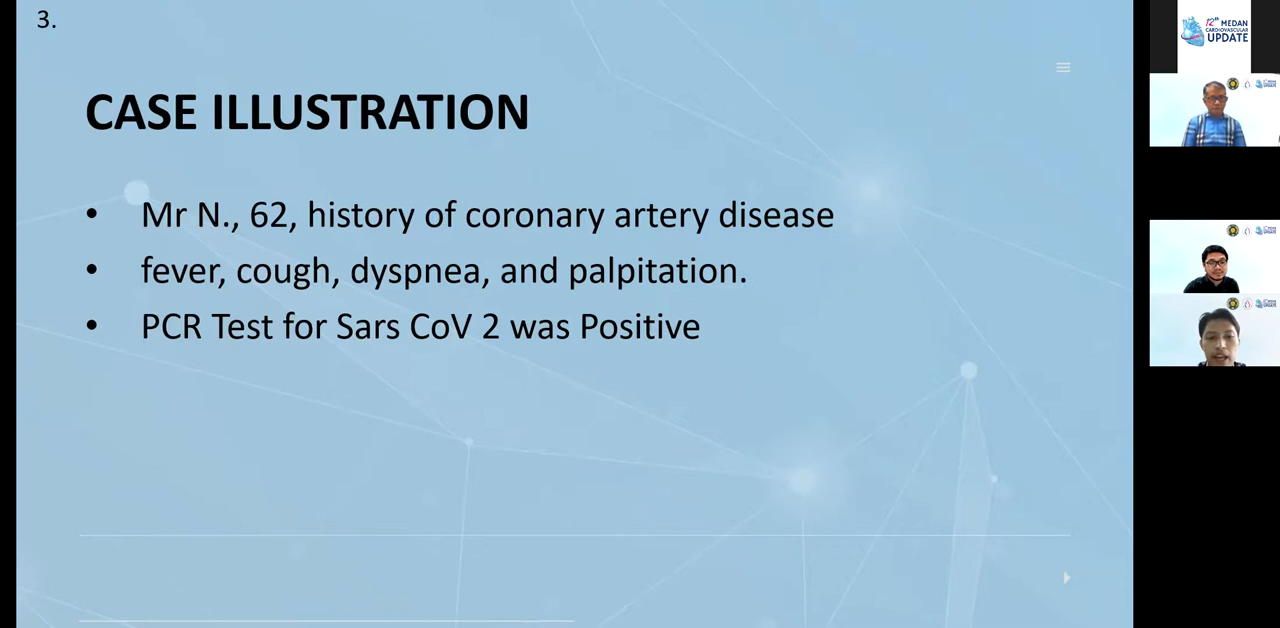 3.
CASE ILLUSTRATION
• Mr N., 62, history of coronary artery disease
• fever, cough, dyspnea, and palpitation.
• PCR Test for Sars CoV 2 was Positive
12th MEDAN
CARDIOVASCULAR
UPDATE